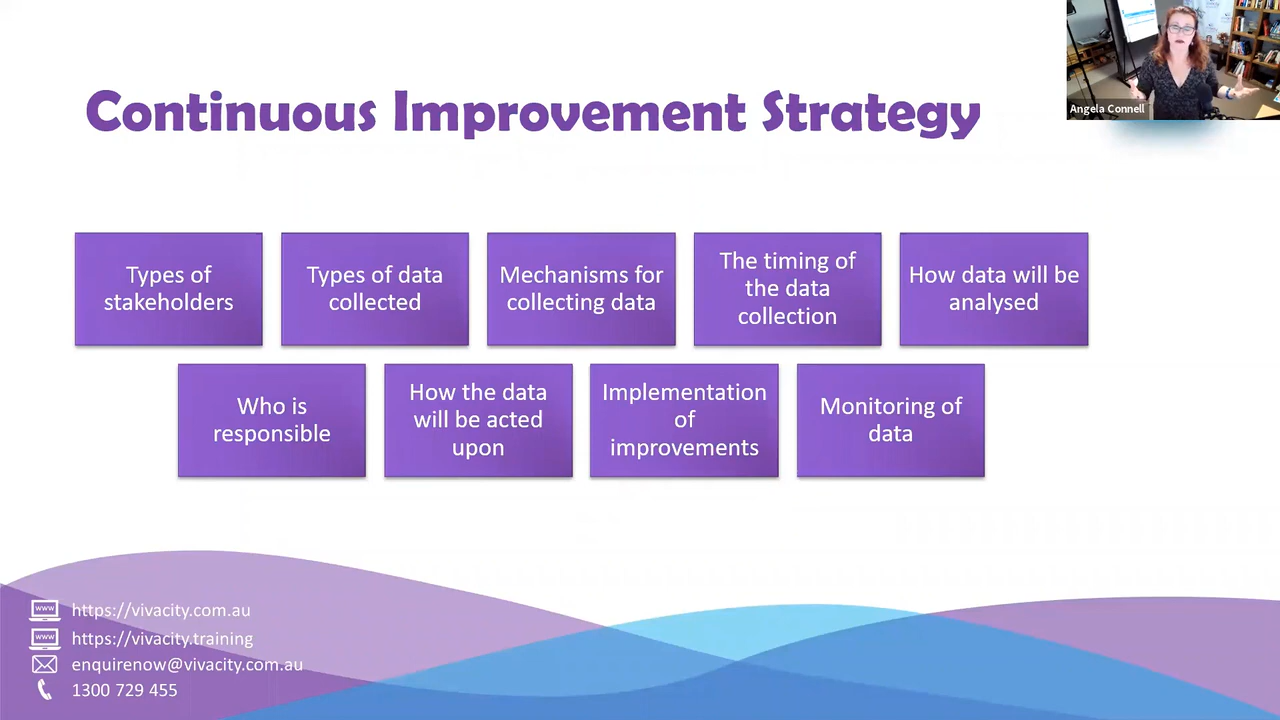 Angela Connell
Continuous Improvement Strategy
Types of
stakeholders
Types of data
collected
Mechanisms for
collecting data
The timing of
the data
collection
How data will be
analysed
Who is
responsible
How the data
will be acted
upon
Implementation
of
improvements
Monitoring of
data
www https://vivacity.com.au
www https://vivacity.training
enquirenow@vivacity.com.au
1300 729 455